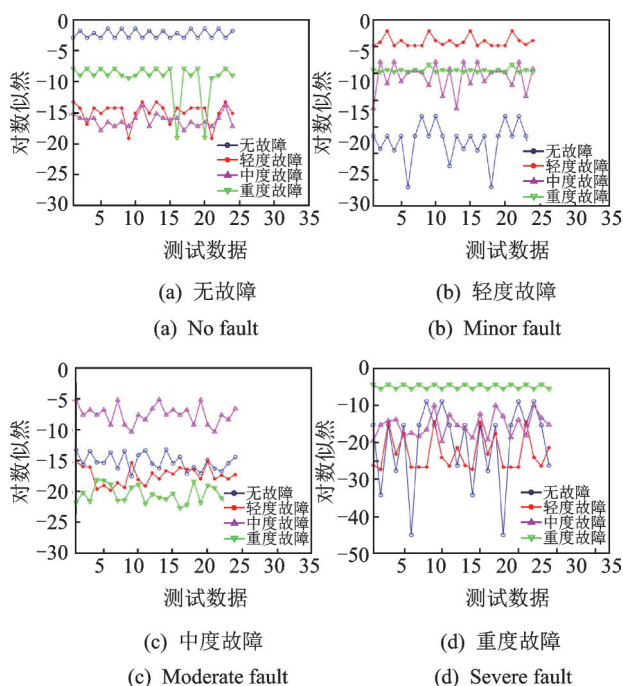 0
-5
-10
-15
-20
-25
-30
对数似然
无故障
轻度故障
中度故障
重度故障
5 10 15 20 25 30 35
测试数据
(a) 无故障
(a) No fault
0
-5
-10
-15
-20
-25
-30
对数似然
无故障
轻度故障
中度故障
重度故障
5 10 15 20 25 30 35
测试数据
(b) 轻度故障
(b) Minor fault
0
-5
-10
-15
-20
-25
-30
对数似然
无故障
轻度故障
中度故障
重度故障
5 10 15 20 25 30 35
测试数据
(c) 中度故障
(c) Moderate fault
0
-10
-20
-30
-40
-50
对数似然
无故障
轻度故障
中度故障
重度故障
5 10 15 20 25 30 35
测试数据
(d) 重度故障
(d) Severe fault